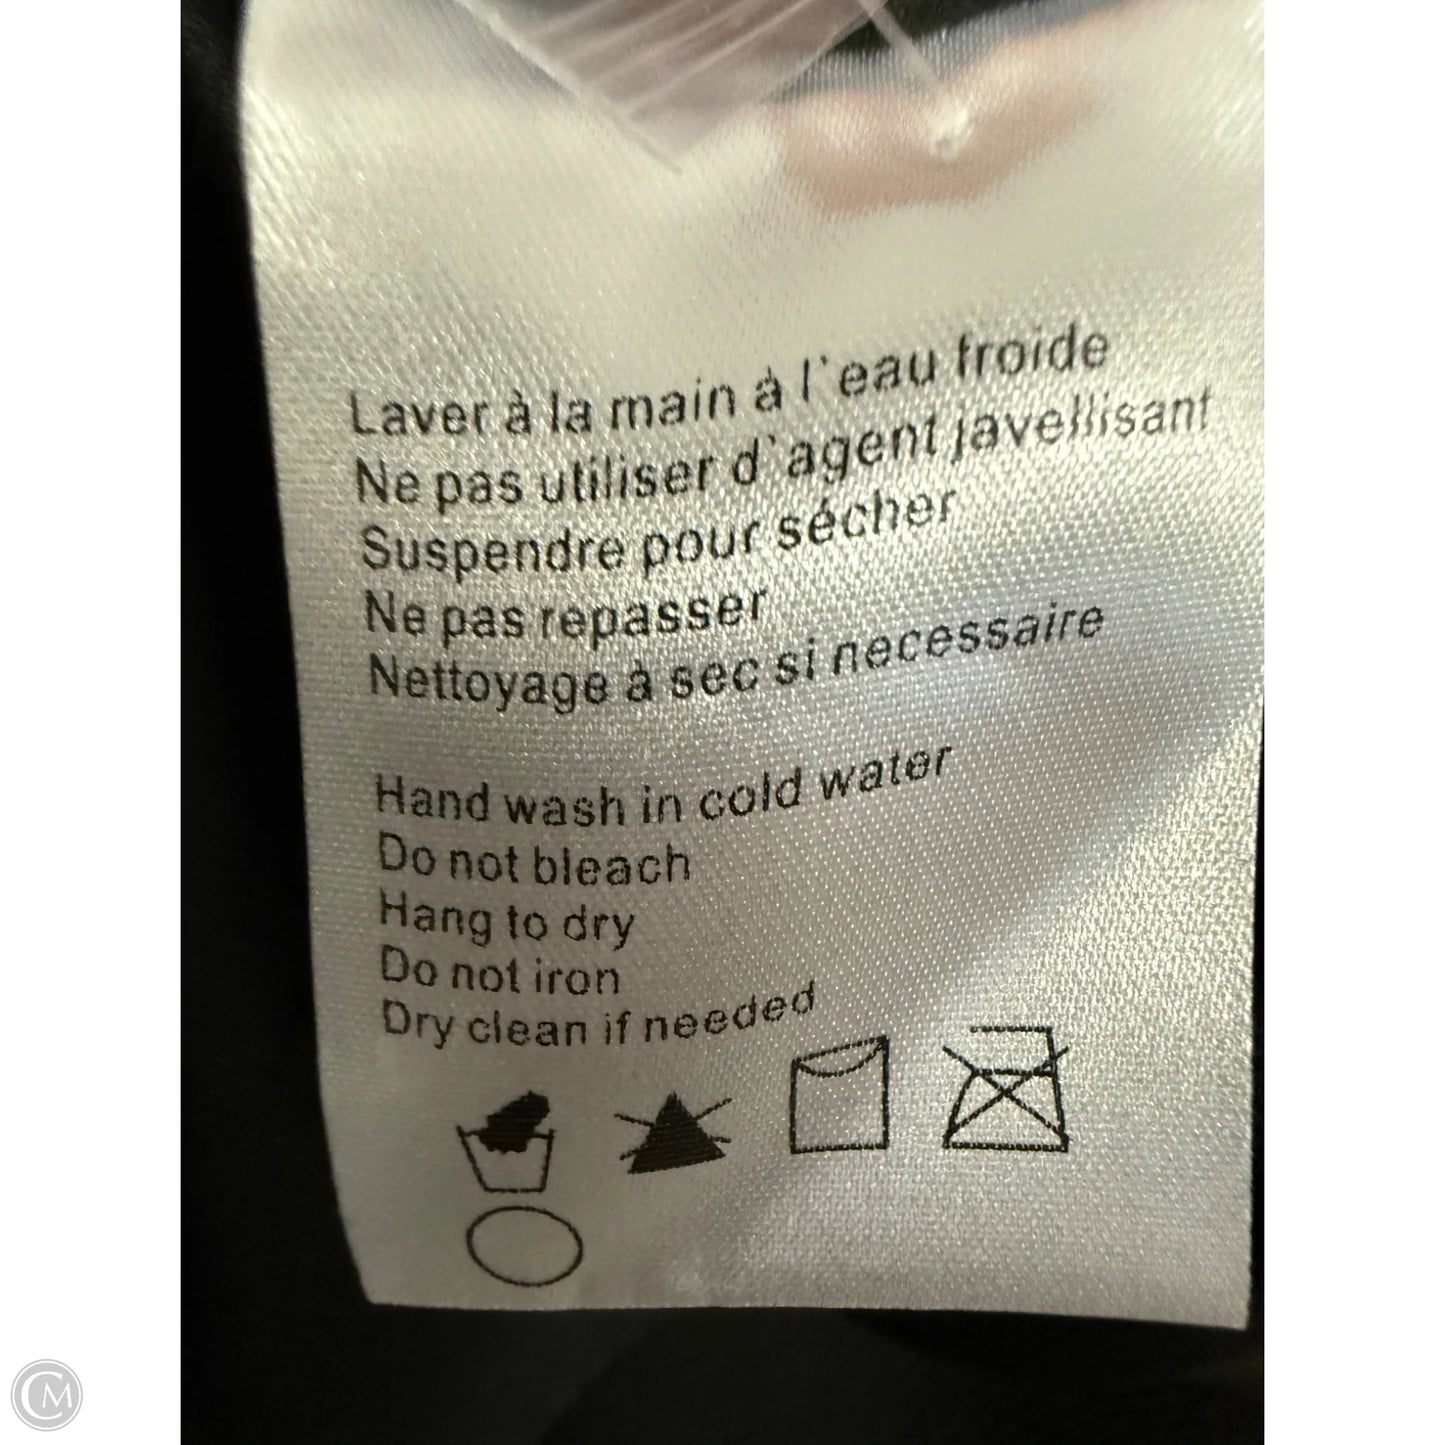 Laver à la main à l'eau froide
Ne pas utiliser d'agent javellisant
Suspendre pour sécher
Ne pas repasser
Nettoyage à sec si necessaire
Hand wash in cold water
Do not bleach
Hang to dry
Do not iron
Dry clean if needed
CM